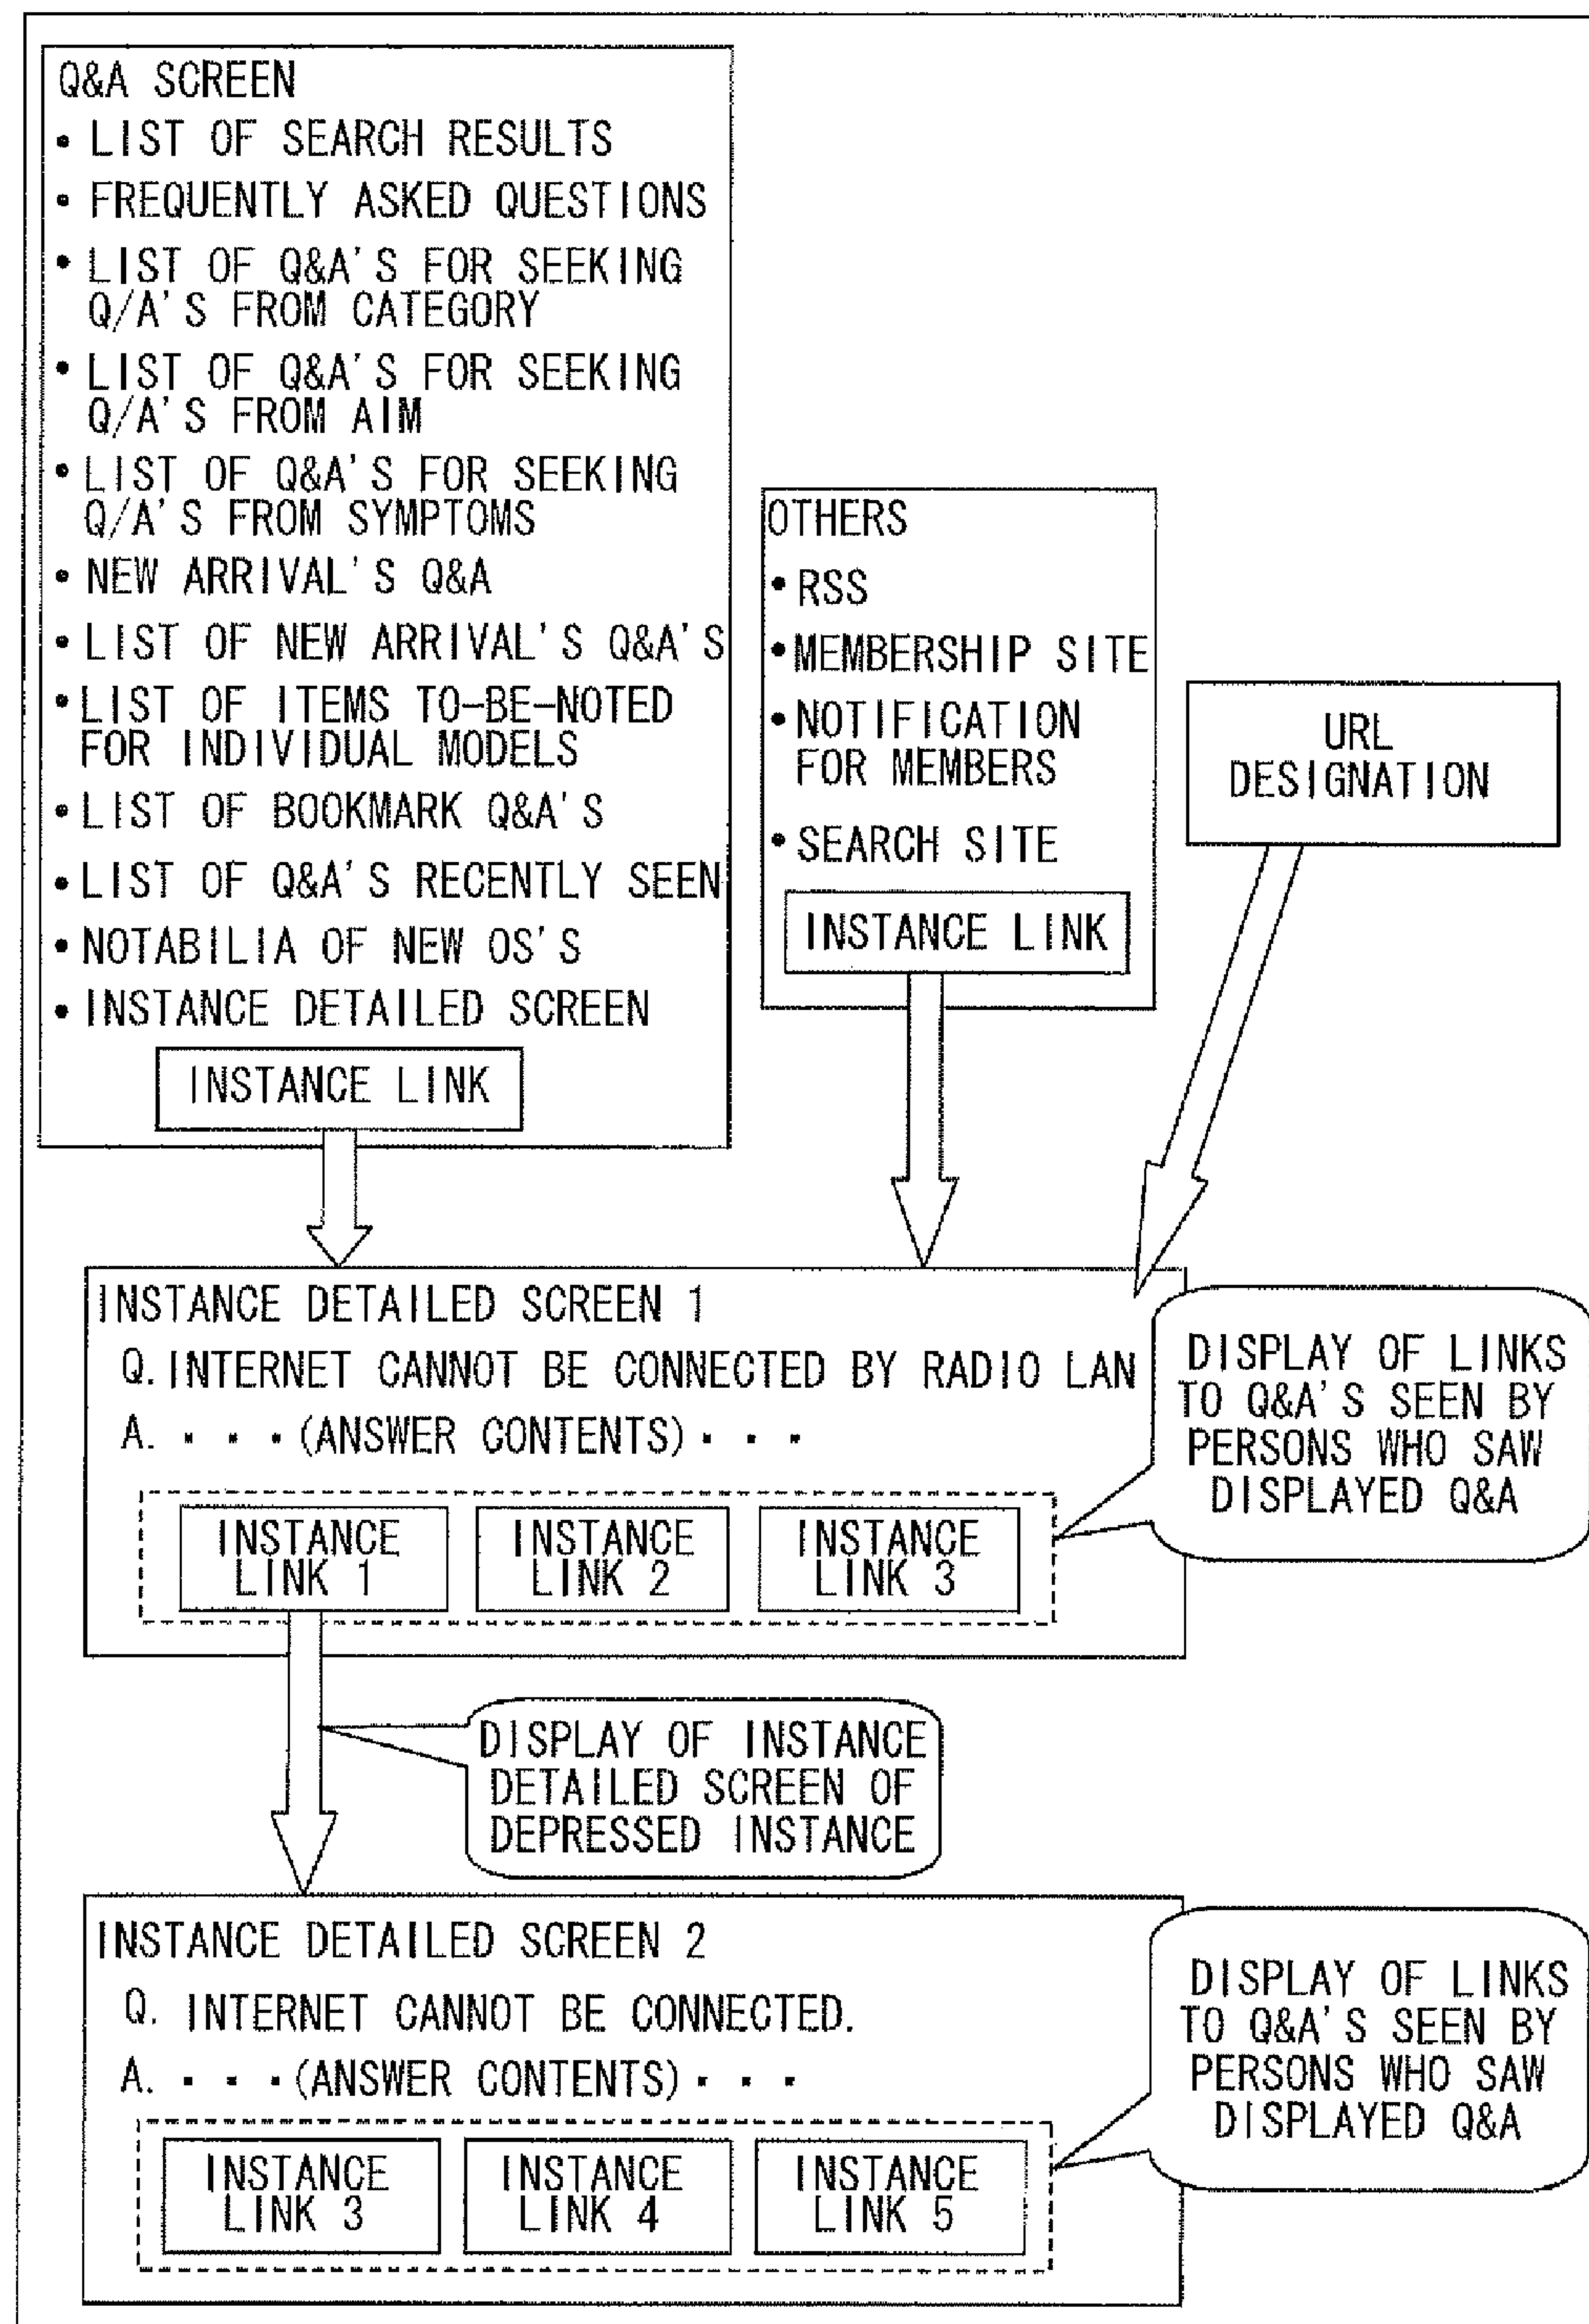 Q&A SCREEN
• LIST OF SEARCH RESULTS
• FREQUENTLY ASKED QUESTIONS
• LIST OF Q&A'S FOR SEEKING
Q/A'S FROM CATEGORY
• LIST OF Q&A'S FOR SEEKING
Q/A'S FROM AIM
• LIST OF Q&A'S FOR SEEKING
Q/A'S FROM SYMPTOMS
• NEW ARRIVAL'S Q&A
• LIST OF NEW ARRIVAL'S Q&A'S
• LIST OF ITEMS TO-BE-NOTED
FOR INDIVIDUAL MODELS
• LIST OF BOOKMARK Q&A'S
• LIST OF Q&A'S RECENTLY SEEN
• NOTABILIA OF NEW OS'S
• INSTANCE DETAILED SCREEN
INSTANCE LINK
OTHERS
• RSS
• MEMBERSHIP SITE
• NOTIFICATION
FOR MEMBERS
• SEARCH SITE
INSTANCE LINK
URL
DESIGNATION
INSTANCE DETAILED SCREEN 1
Q. INTERNET CANNOT BE CONNECTED BY RADIO LAN
A. ・・・(ANSWER CONTENTS)・・・
INSTANCE
LINK 1
INSTANCE
LINK 2
INSTANCE
LINK 3
DISPLAY OF LINKS
TO Q&A'S SEEN BY
PERSONS WHO SAW
DISPLAYED Q&A
DISPLAY OF INSTANCE
DETAILED SCREEN OF
DEPRESSED INSTANCE
INSTANCE DETAILED SCREEN 2
Q. INTERNET CANNOT BE CONNECTED.
A. ・・・(ANSWER CONTENTS)・・・
INSTANCE
LINK 3
INSTANCE
LINK 4
INSTANCE
LINK 5
DISPLAY OF LINKS
TO Q&A'S SEEN BY
PERSONS WHO SAW
DISPLAYED Q&A